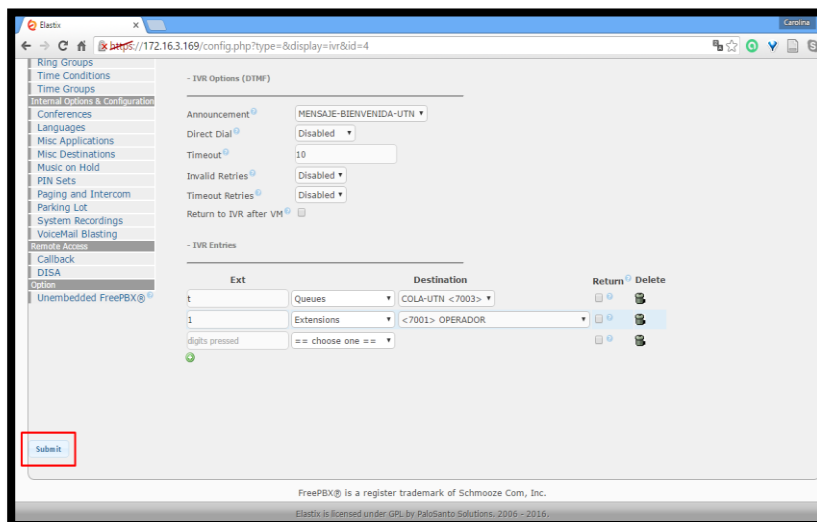 Elastix
Carolina
https://172.16.3.169/config.php?type=&display=ivr&id=4
Ring Groups
Time Conditions
Time Groups
Internal Options & Configuration
Conferences
Languages
Misc Applications
Misc Destinations
Music on Hold
PIN Sets
Paging and Intercom
Parking Lot
System Recordings
VoiceMail Blasting
Remote Access
Callback
DISA
Option
Unembedded FreePBX®
- IVR Options (DTMF)
Announcement MENSAJE-BIENVENIDA-UTN
Direct Dial Disabled
Timeout 10
Invalid Retries Disabled
Timeout Retries Disabled
Return to IVR after VM
- IVR Entries
Ext Destination Return Delete
t Queues COLA-UTN <7003>
1 Extensions <7001> OPERADOR
digits pressed == choose one ==
Submit
FreePBX® is a register trademark of Schmooze Com, Inc.
Elastix is licensed under GPL by PaloSanto Solutions. 2006 - 2016.